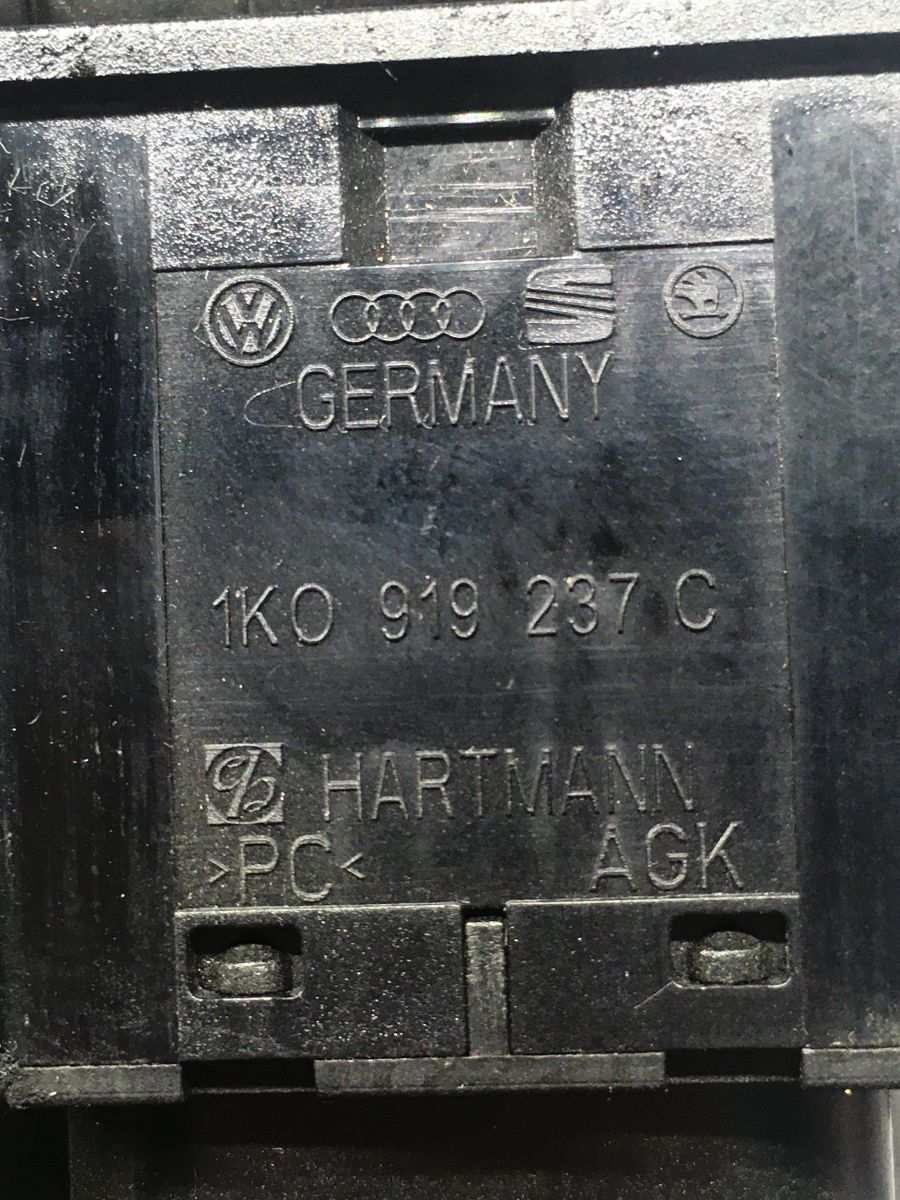 GERMANY
1K0 919 237 C
HARTMANN
>PC< AGK